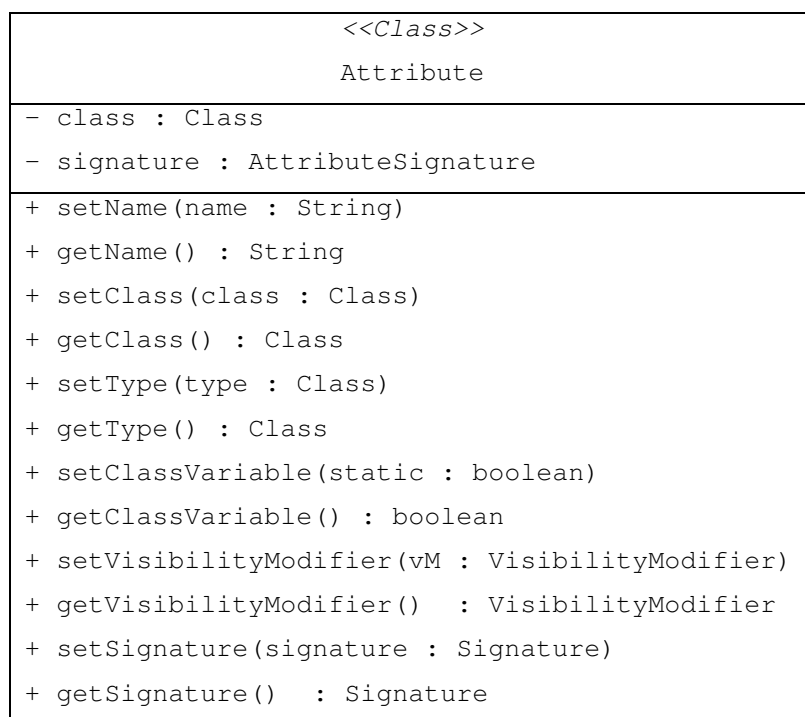 <<Class>>
Attribute
- class : Class
- signature : AttributeSignature
+ setName(name : String)
+ getName() : String
+ setClass(class : Class)
+ getClass() : Class
+ setType(type : Class)
+ getType() : Class
+ setClassVariable(static : boolean)
+ getClassVariable() : boolean
+ setVisibilityModifier(vM : VisibilityModifier)
+ getVisibilityModifier()  : VisibilityModifier
+ setSignature(signature : Signature)
+ getSignature()  : Signature